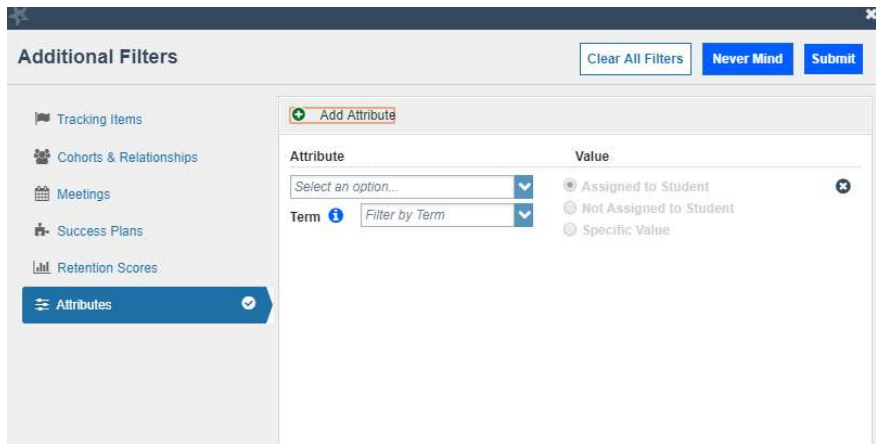 Additional Filters
Clear All Filters
Never Mind
Submit
Tracking Items
Cohorts & Relationships
Meetings
Success Plans
Retention Scores
Attributes
Add Attribute
Attribute
Value
Select an option...
Assigned to Student
Not Assigned to Student
Specific Value
Term
Filter by Term